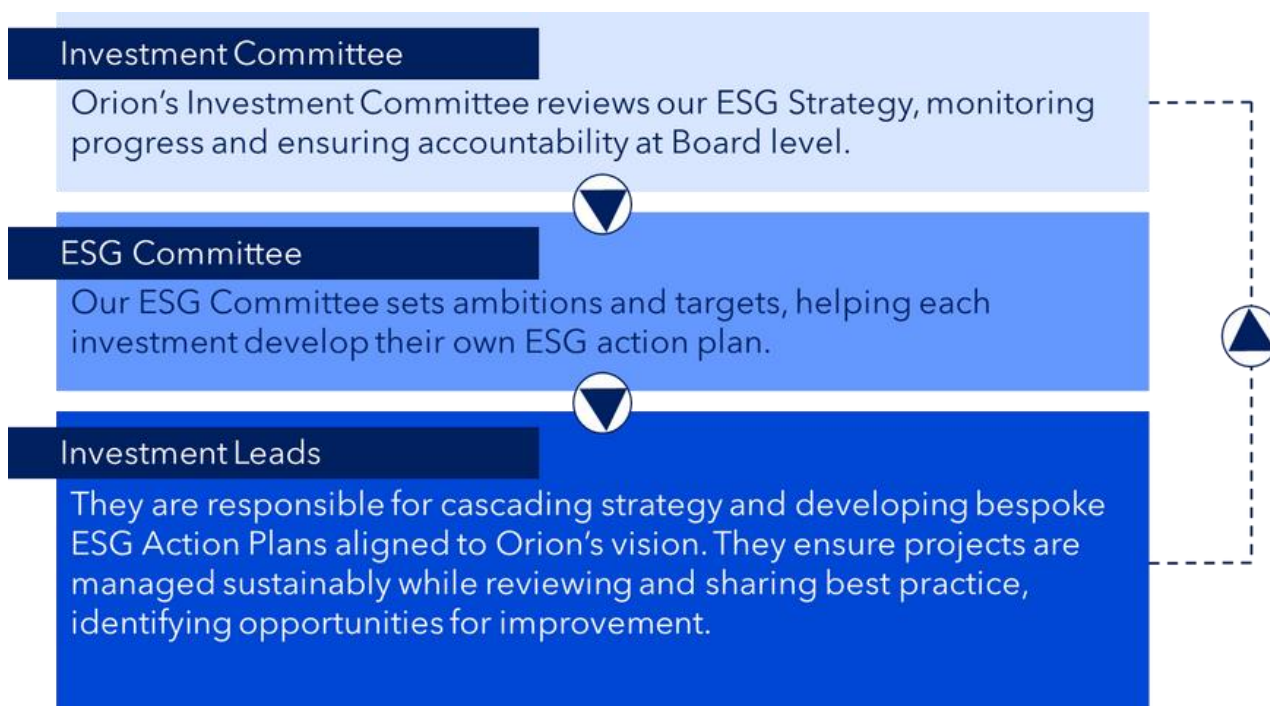 Investment Committee
Orion's Investment Committee reviews our ESG Strategy, monitoring
progress and ensuring accountability at Board level.
ESG Committee
Our ESG Committee sets ambitions and targets, helping each
investment develop their own ESG action plan.
Investment Leads
They are responsible for cascading strategy and developing bespoke
ESG Action Plans aligned to Orion's vision. They ensure projects are
managed sustainably while reviewing and sharing best practice,
identifying opportunities for improvement.